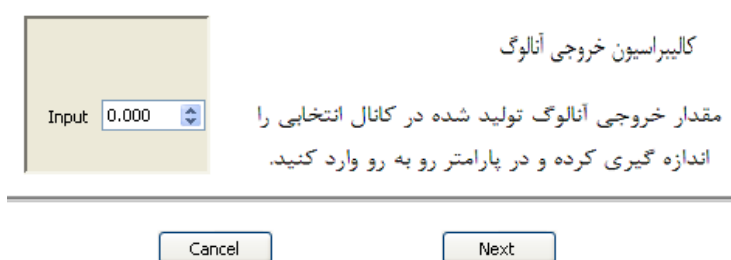 کالیبراسیون خروجی آنالوگ
مقدار خروجی آنالوگ تولید شده در کانال انتخابی را
اندازه گیری کرده و در پارامتر رو به رو وارد کنید.
Input 0.000
Cancel
Next